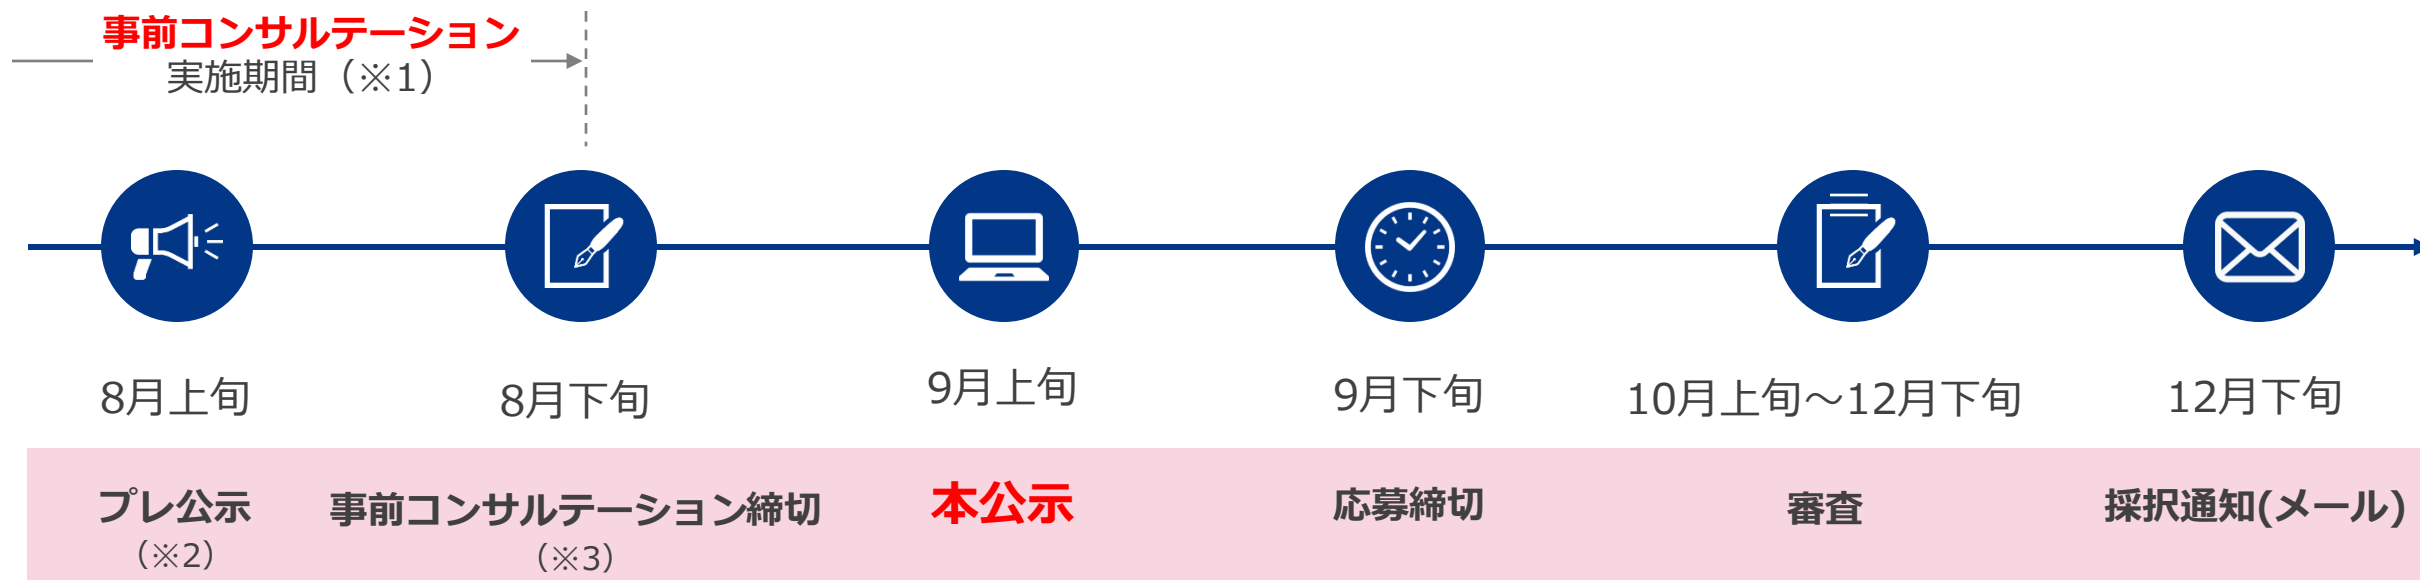 事前コンサルテーション
実施期間（※1）
8月上旬
8月下旬
9月上旬
9月下旬
10月上旬～12月下旬
12月下旬
プレ公示
（※2）
事前コンサルテーション締切
（※3）
本公示
応募締切
審査
採択通知(メール)